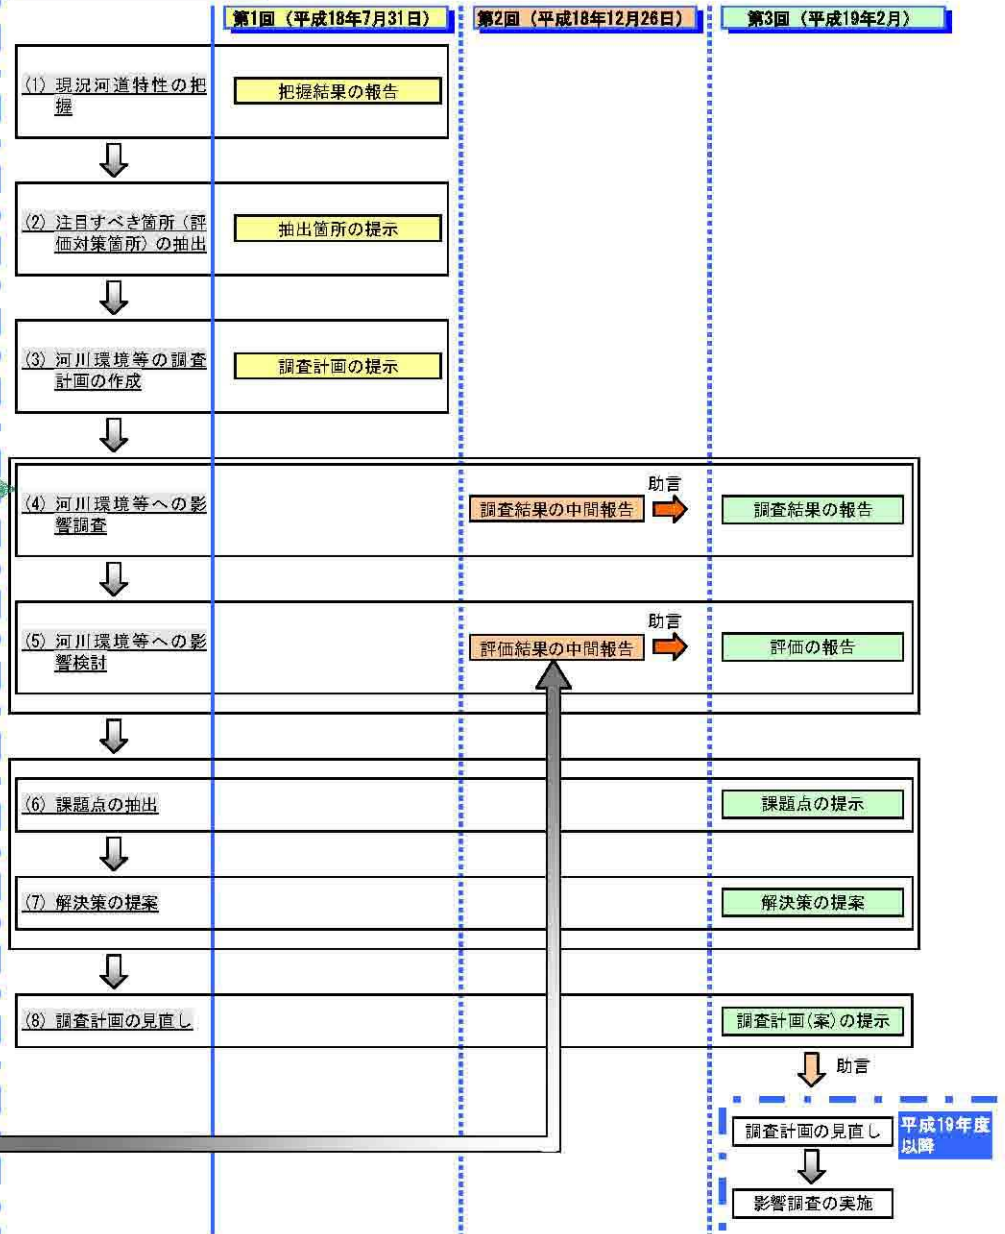 第1回（平成18年7月31日）
第2回（平成18年12月26日）
第3回（平成19年2月）
(1) 現況河道特性の把
握
把握結果の報告
(2) 注目すべき箇所（評
価対策箇所）の抽出
抽出箇所の提示
(3) 河川環境等の調査
計画の作成
調査計画の提示
(4) 河川環境等への影
響調査
調査結果の中間報告
助言
調査結果の報告
(5) 河川環境等への影
響検討
評価結果の中間報告
助言
評価の報告
(6) 課題点の抽出
課題点の提示
(7) 解決策の提案
解決策の提案
(8) 調査計画の見直し
調査計画(案)の提示
助言
調査計画の見直し
平成19年度
以降
影響調査の実施